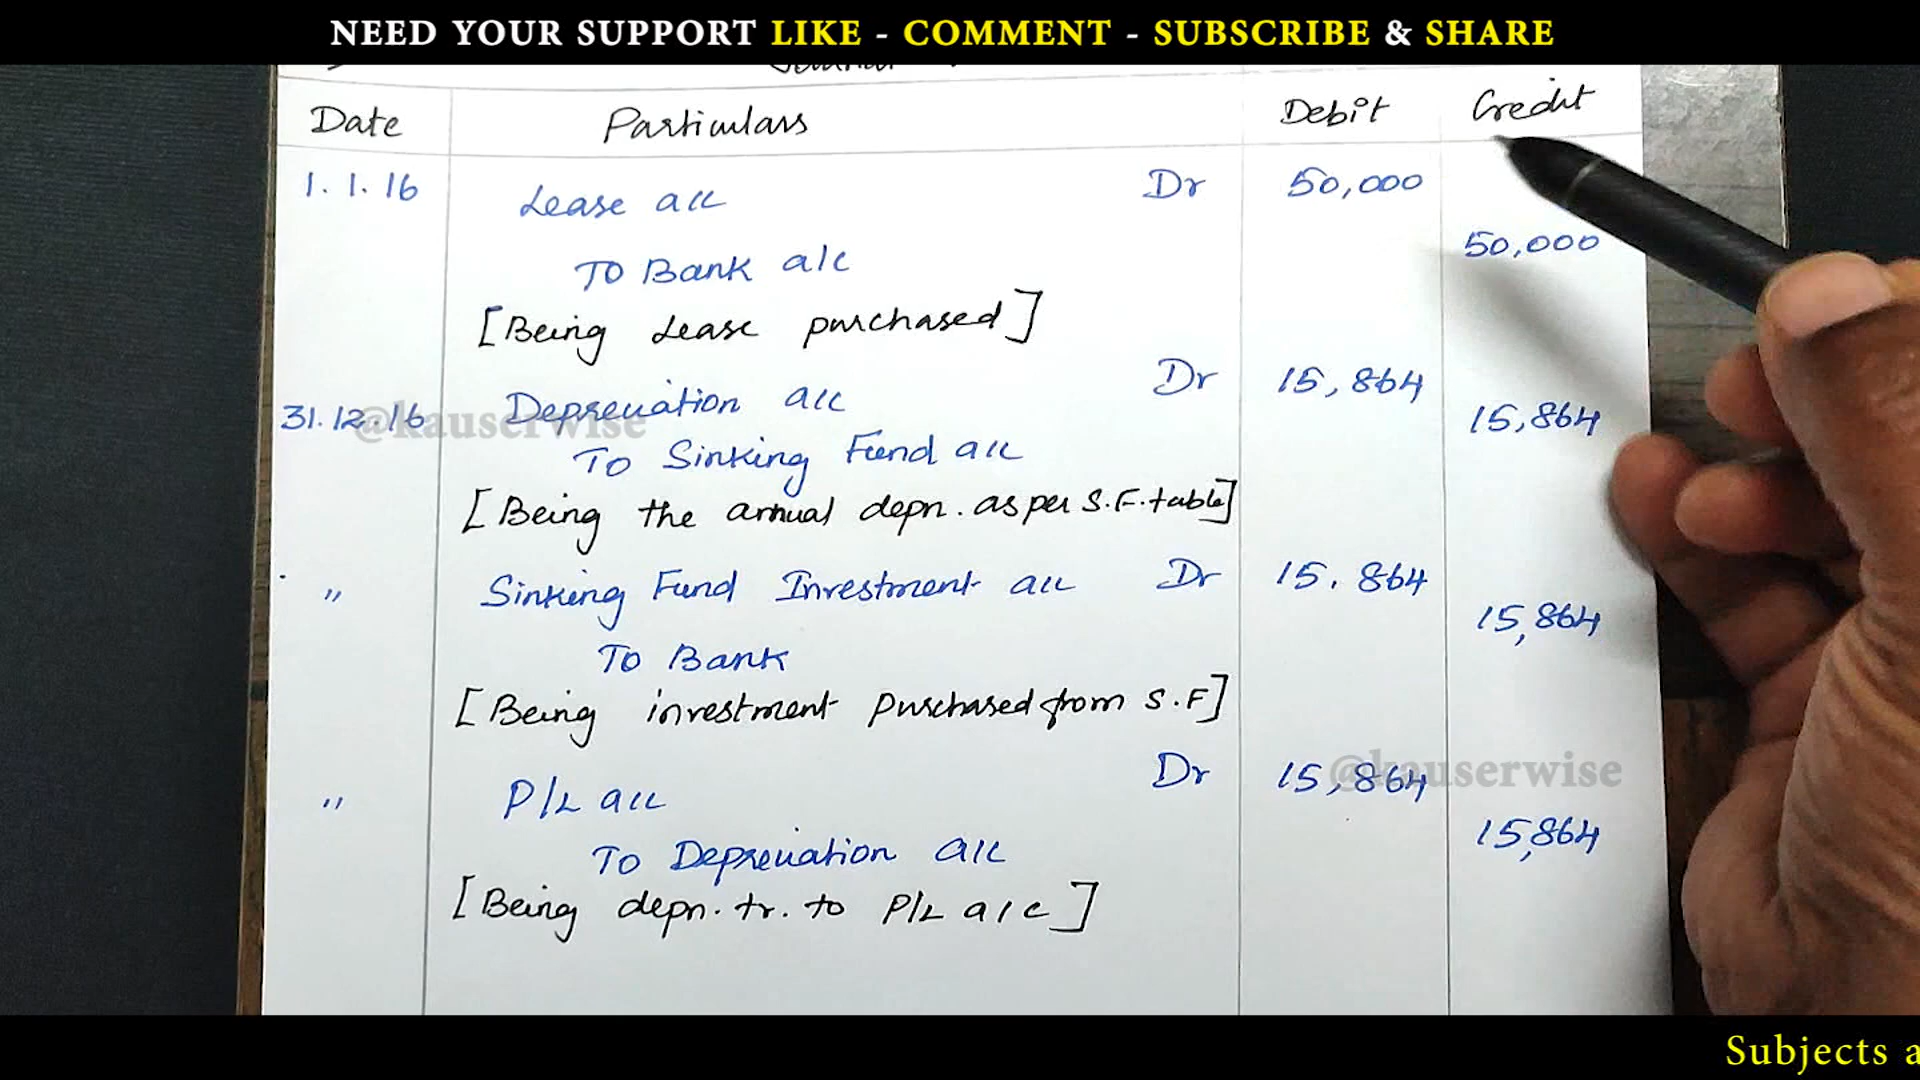 NEED YOUR SUPPORT LIKE - COMMENT - SUBSCRIBE & SHARE
Date Particulars Debit Credit
1.1.16 Lease a/c Dr 50,000
To Bank a/c 50,000
[Being Lease purchased]
31.12.16 Depreciation a/c Dr 15,864
@kauserwise
To Sinking Fund a/c 15,864
[Being the annual depn. as per S.F. table]
" Sinking Fund Investment a/c Dr 15.864
To Bank 15,864
[Being investment purchased from S.F]
" P/L a/c Dr 15,864
@kauserwise
To Depreciation a/c 15,864
[Being depn. tr. to P/L a/c]
Subjects a